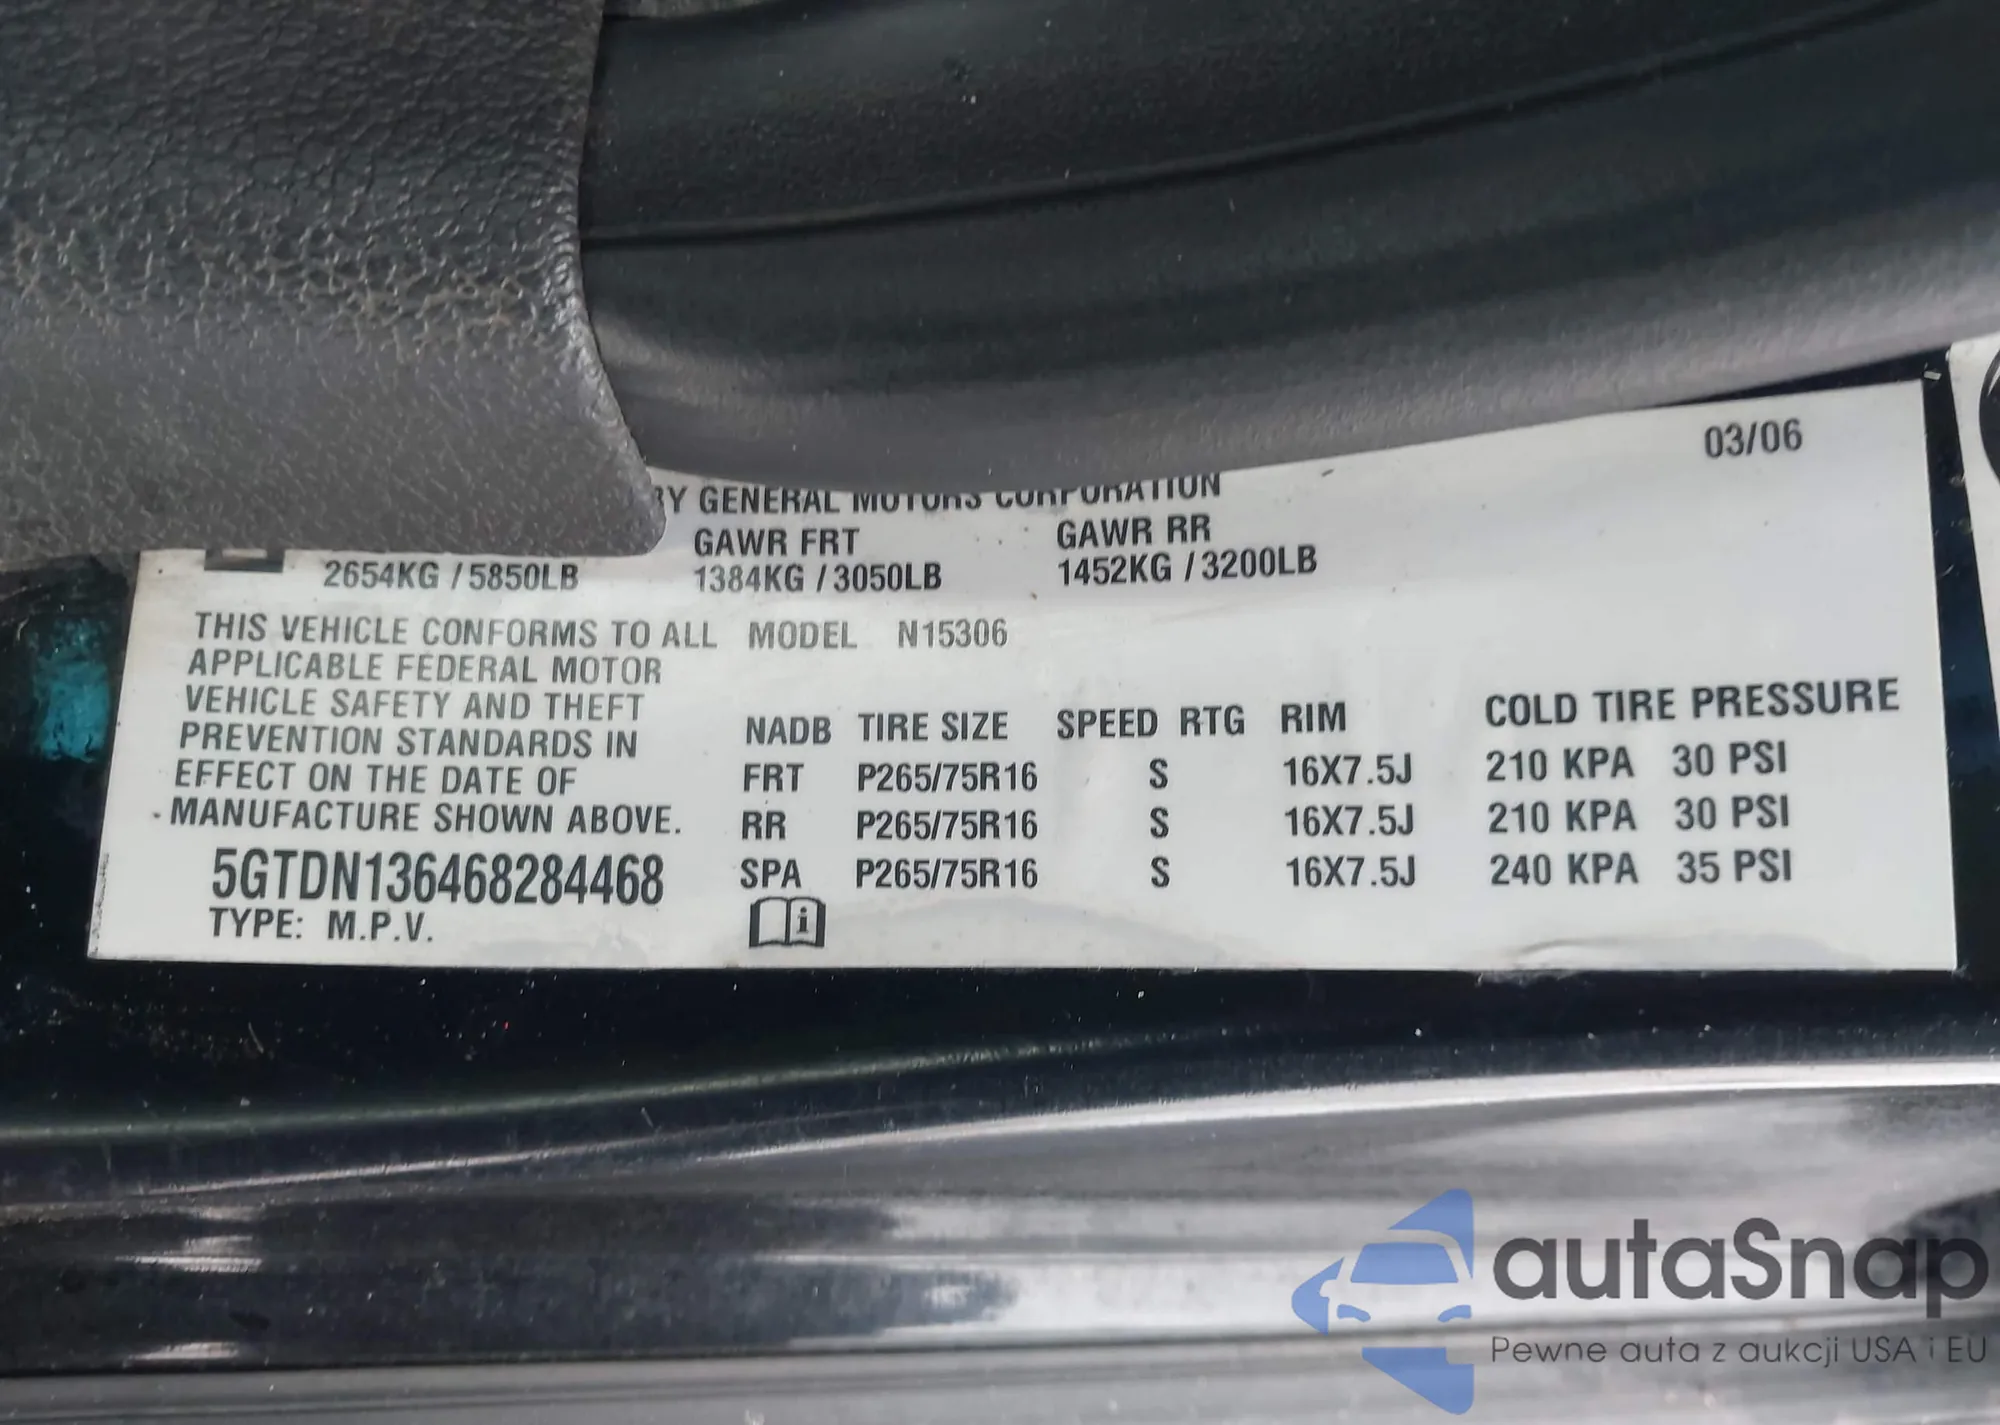 03/06
BY GENERAL MOTORS CORPORATION
GAWR FRT GAWR RR
2654KG / 5850LB 1384KG / 3050LB 1452KG / 3200LB
THIS VEHICLE CONFORMS TO ALL MODEL N15306
APPLICABLE FEDERAL MOTOR
VEHICLE SAFETY AND THEFT
PREVENTION STANDARDS IN
EFFECT ON THE DATE OF
MANUFACTURE SHOWN ABOVE.
5GTDN136468284468
TYPE: M.P.V.
NADB TIRE SIZE SPEED RTG RIM COLD TIRE PRESSURE
FRT P265/75R16 S 16X7.5J 210 KPA 30 PSI
RR P265/75R16 S 16X7.5J 210 KPA 30 PSI
SPA P265/75R16 S 16X7.5J 240 KPA 35 PSI
i
autaSnap
Pewne auta z aukcji USA i EU